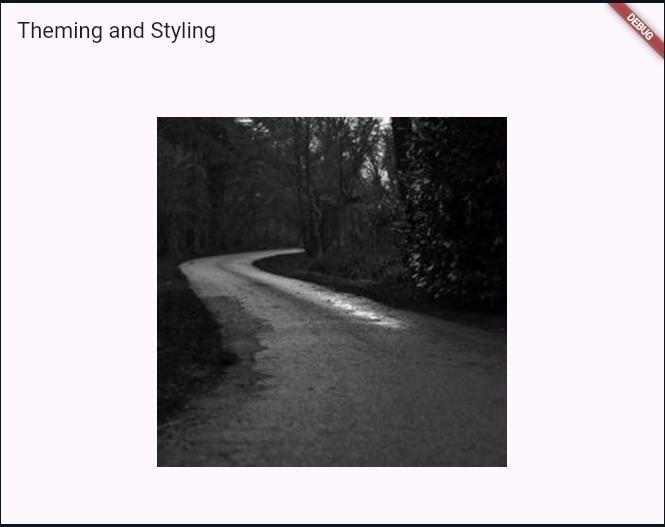 Theming and Styling
DEBUG